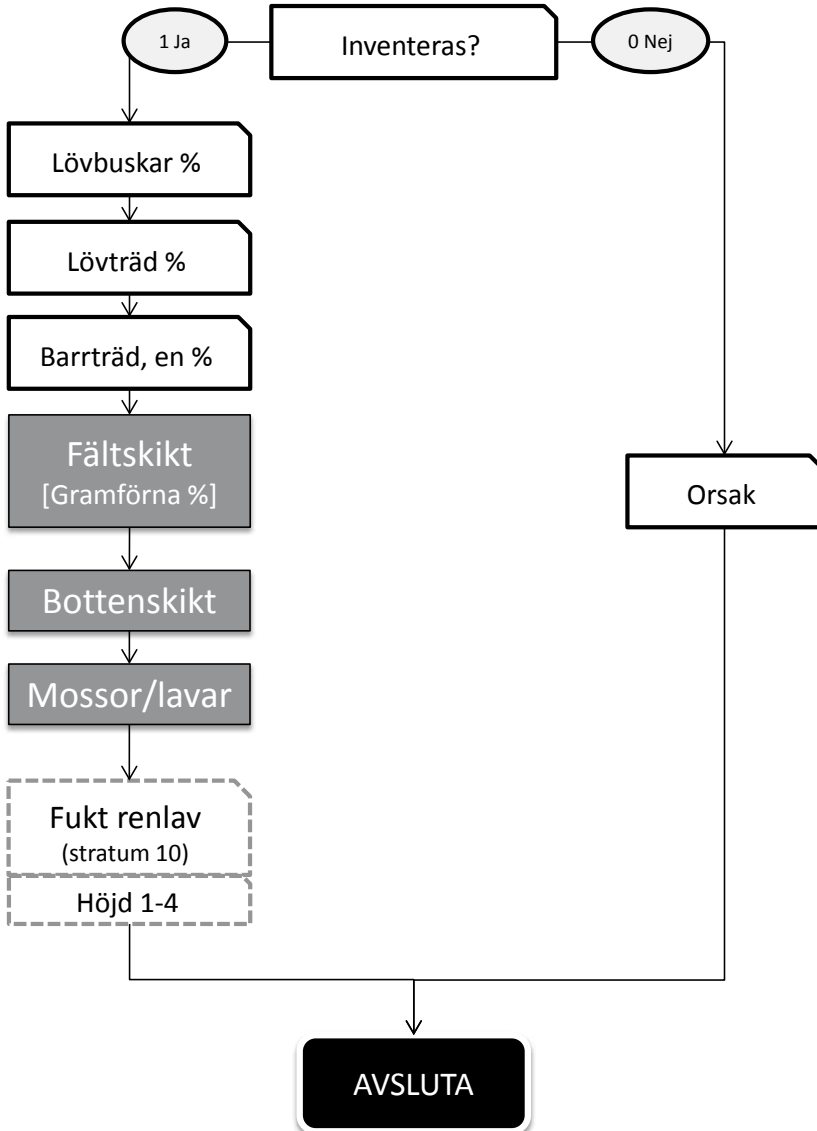 1 Ja
Inventeras?
0 Nej
Lövbuskar %
Lövträd %
Barrträd, en %
Fältskikt
[Gramförna %]
Orsak
Bottenskikt
Mossor/lavar
Fukt renlav
(stratum 10)
Höjd 1-4
AVSLUTA